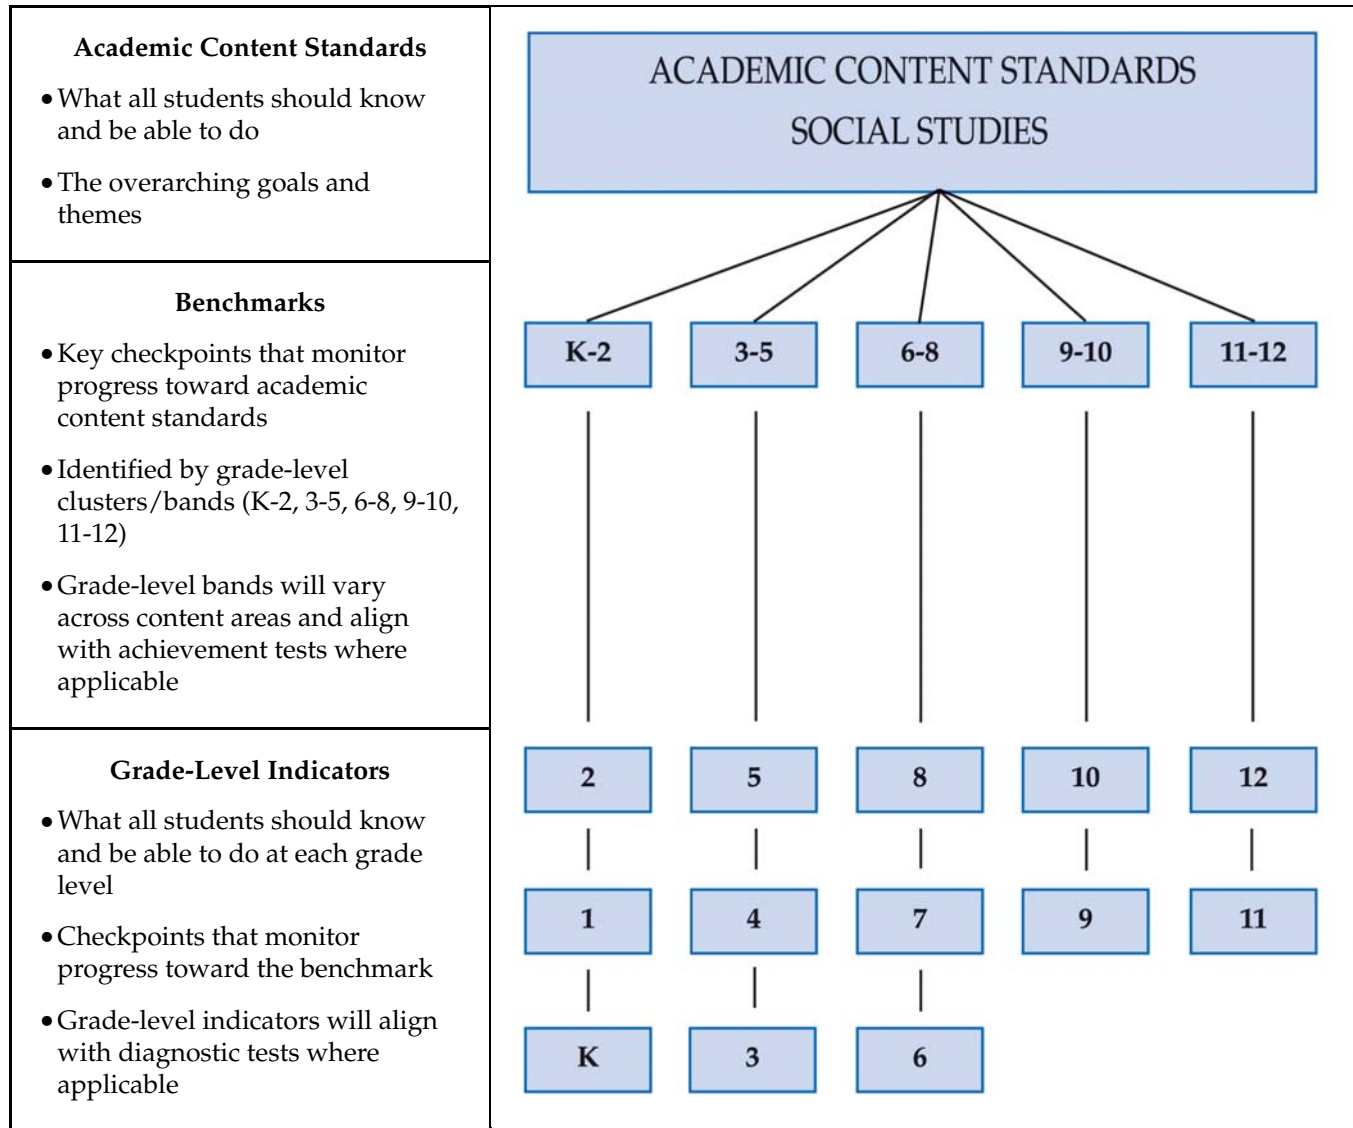 Academic Content Standards
• What all students should know
and be able to do
• The overarching goals and
themes
Benchmarks
• Key checkpoints that monitor
progress toward academic
content standards
• Identified by grade-level
clusters/bands (K-2, 3-5, 6-8, 9-10,
11-12)
• Grade-level bands will vary
across content areas and align
with achievement tests where
applicable
Grade-Level Indicators
• What all students should know
and be able to do at each grade
level
• Checkpoints that monitor
progress toward the benchmark
• Grade-level indicators will align
with diagnostic tests where
applicable
ACADEMIC CONTENT STANDARDS
SOCIAL STUDIES
K-2 3-5 6-8 9-10 11-12
2 5 8 10 12
1 4 7 9 11
K 3 6